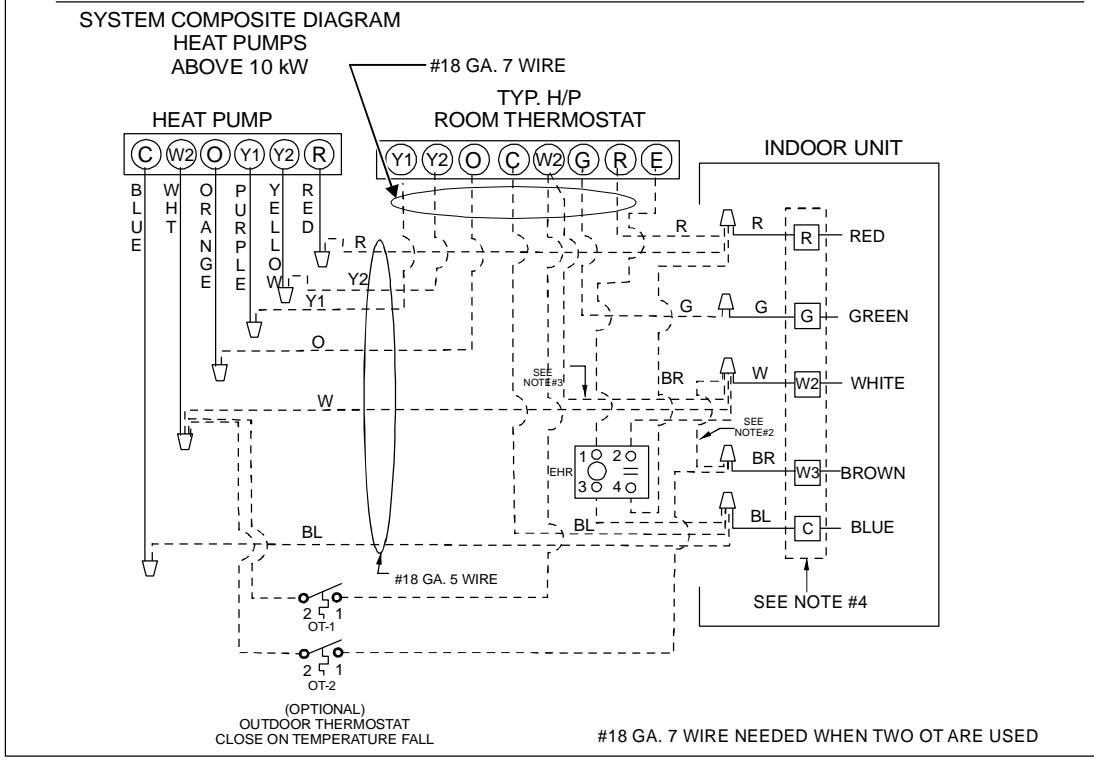 SYSTEM COMPOSITE DIAGRAM
HEAT PUMPS
ABOVE 10 kW
#18 GA. 7 WIRE
TYP. H/P
ROOM THERMOSTAT
HEAT PUMP
INDOOR UNIT
C W2 O Y1 Y2 R
Y1 Y2 O C W2 G R E
BLUE
WHT
ORANGE
PURPLE
YELLOW
RED
R
R
R
R
RED
Y2
Y1
G
G
G
GREEN
O
SEE
NOTE#3
BR
W
W2
WHITE
W
SEE
NOTE#2
EHR
1 2
3 4
BR
W3
BROWN
BL
BL
BL
C
BLUE
#18 GA. 5 WIRE
2 1
OT-1
SEE NOTE #4
2 1
OT-2
(OPTIONAL)
OUTDOOR THERMOSTAT
CLOSE ON TEMPERATURE FALL
#18 GA. 7 WIRE NEEDED WHEN TWO OT ARE USED